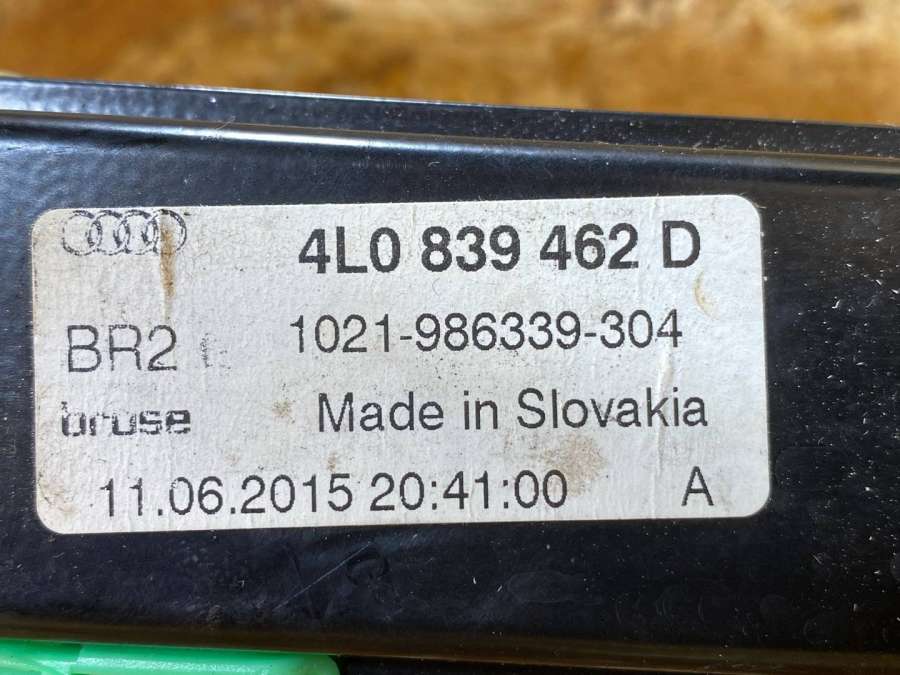 4L0 839 462 D
BR2 1021-986339-304
brose Made in Slovakia
11.06.2015 20:41:00 A